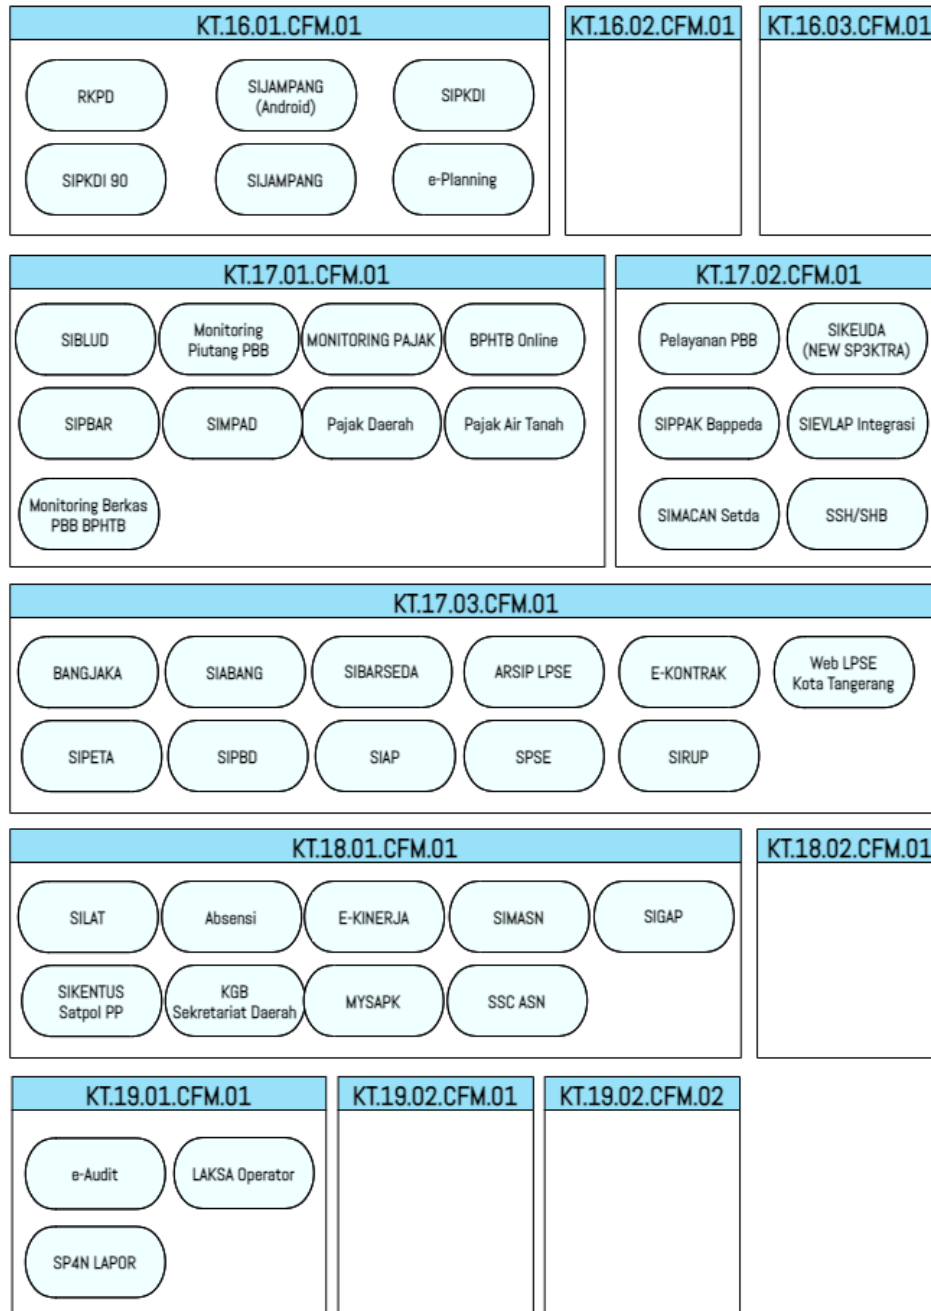 KT.16.01.CFM.01
KT.16.02.CFM.01
KT.16.03.CFM.01
RKPD
SIJAMPANG
(Android)
SIPKDI
SIPKDI 90
SIJAMPANG
e-Planning
KT.17.01.CFM.01
KT.17.02.CFM.01
SIBLUD
Monitoring
Piutang PBB
MONITORING PAJAK
BPHTB Online
SIPBAR
SIMPAD
Pajak Daerah
Pajak Air Tanah
Monitoring Berkas
PBB BPHTB
Pelayanan PBB
SIKEUDA
(NEW SP3KTRA)
SIPPAK Bappeda
SIEVLAP Integrasi
SIMACAN Setda
SSH/SHB
KT.17.03.CFM.01
BANGJAKA
SIABANG
SIBARSEDA
ARSIP LPSE
E-KONTRAK
Web LPSE
Kota Tangerang
SIPETA
SIPBD
SIAP
SPSE
SIRUP
KT.18.01.CFM.01
KT.18.02.CFM.01
SILAT
Absensi
E-KINERJA
SIMASN
SIGAP
SIKENTUS
Satpol PP
KGB
Sekretariat Daerah
MYSAPK
SSC ASN
KT.19.01.CFM.01
KT.19.02.CFM.01
KT.19.02.CFM.02
e-Audit
LAKSA Operator
SP4N LAPOR